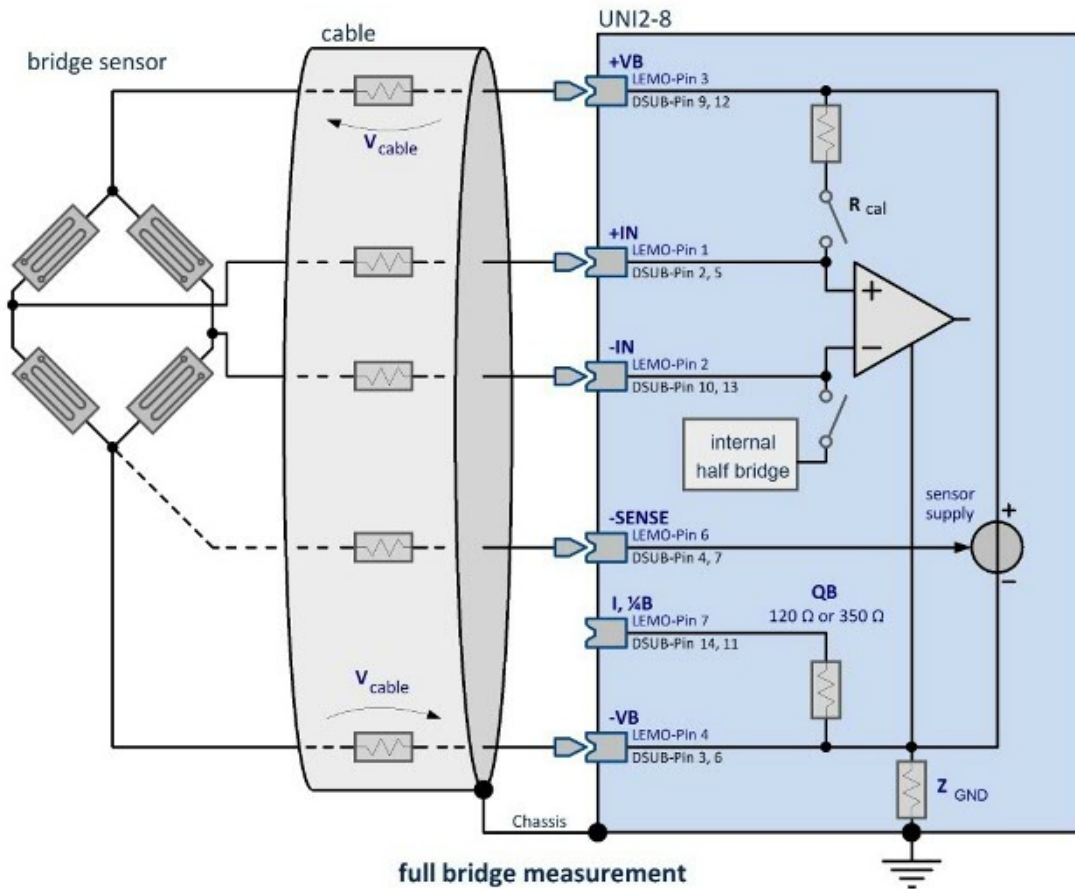 UNI2-8
cable
bridge sensor
+VB
LEMO-Pin 3
DSUB-Pin 9, 12
V cable
R cal
+IN
LEMO-Pin 1
DSUB-Pin 2, 5
+
-IN
LEMO-Pin 2
DSUB-Pin 10, 13
−
internal
half bridge
-SENSE
LEMO-Pin 6
DSUB-Pin 4, 7
sensor
supply
+
−
I, ¼B
LEMO-Pin 7
DSUB-Pin 14, 11
QB
120 Ω or 350 Ω
V cable
-VB
LEMO-Pin 4
DSUB-Pin 3, 6
Z GND
Chassis
full bridge measurement